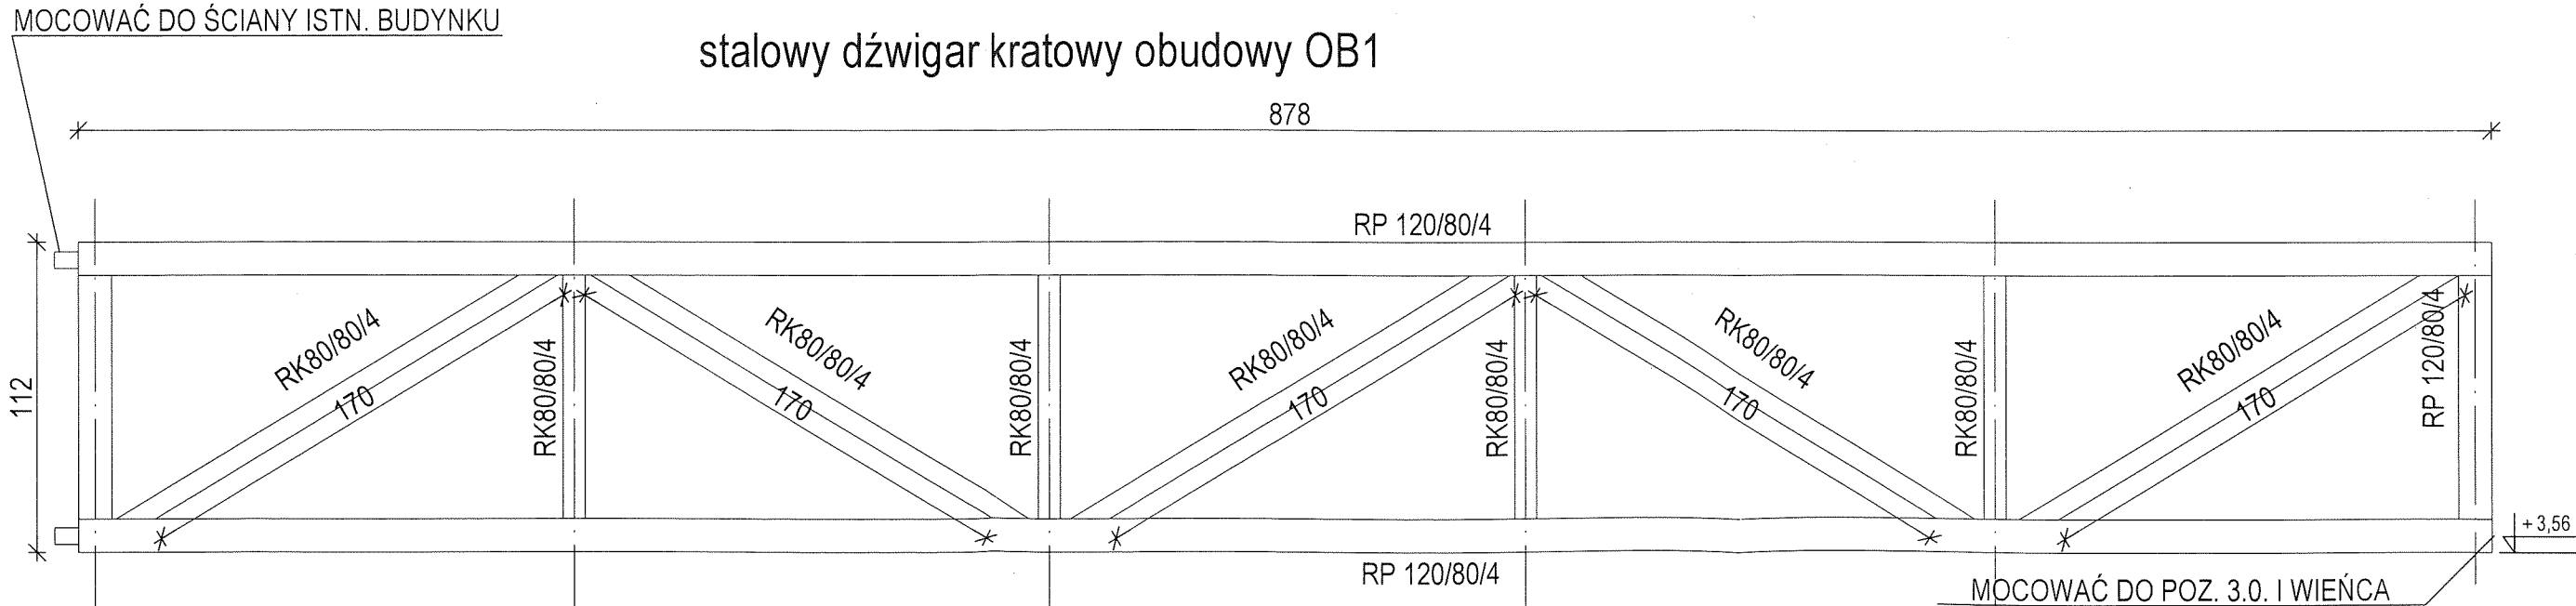 MOCOWAĆ DO ŚCIANY ISTN. BUDYNKU
stalowy dźwigar kratowy obudowy OB1
878
RP 120/80/4
112
RK80/80/4
170
RK80/80/4
RK80/80/4
170
RK80/80/4
RK80/80/4
170
RK80/80/4
RK80/80/4
170
RK80/80/4
RK80/80/4
170
RP 120/80/4
+3,56
RP 120/80/4
MOCOWAĆ DO POZ. 3.0. I WIEŃCA